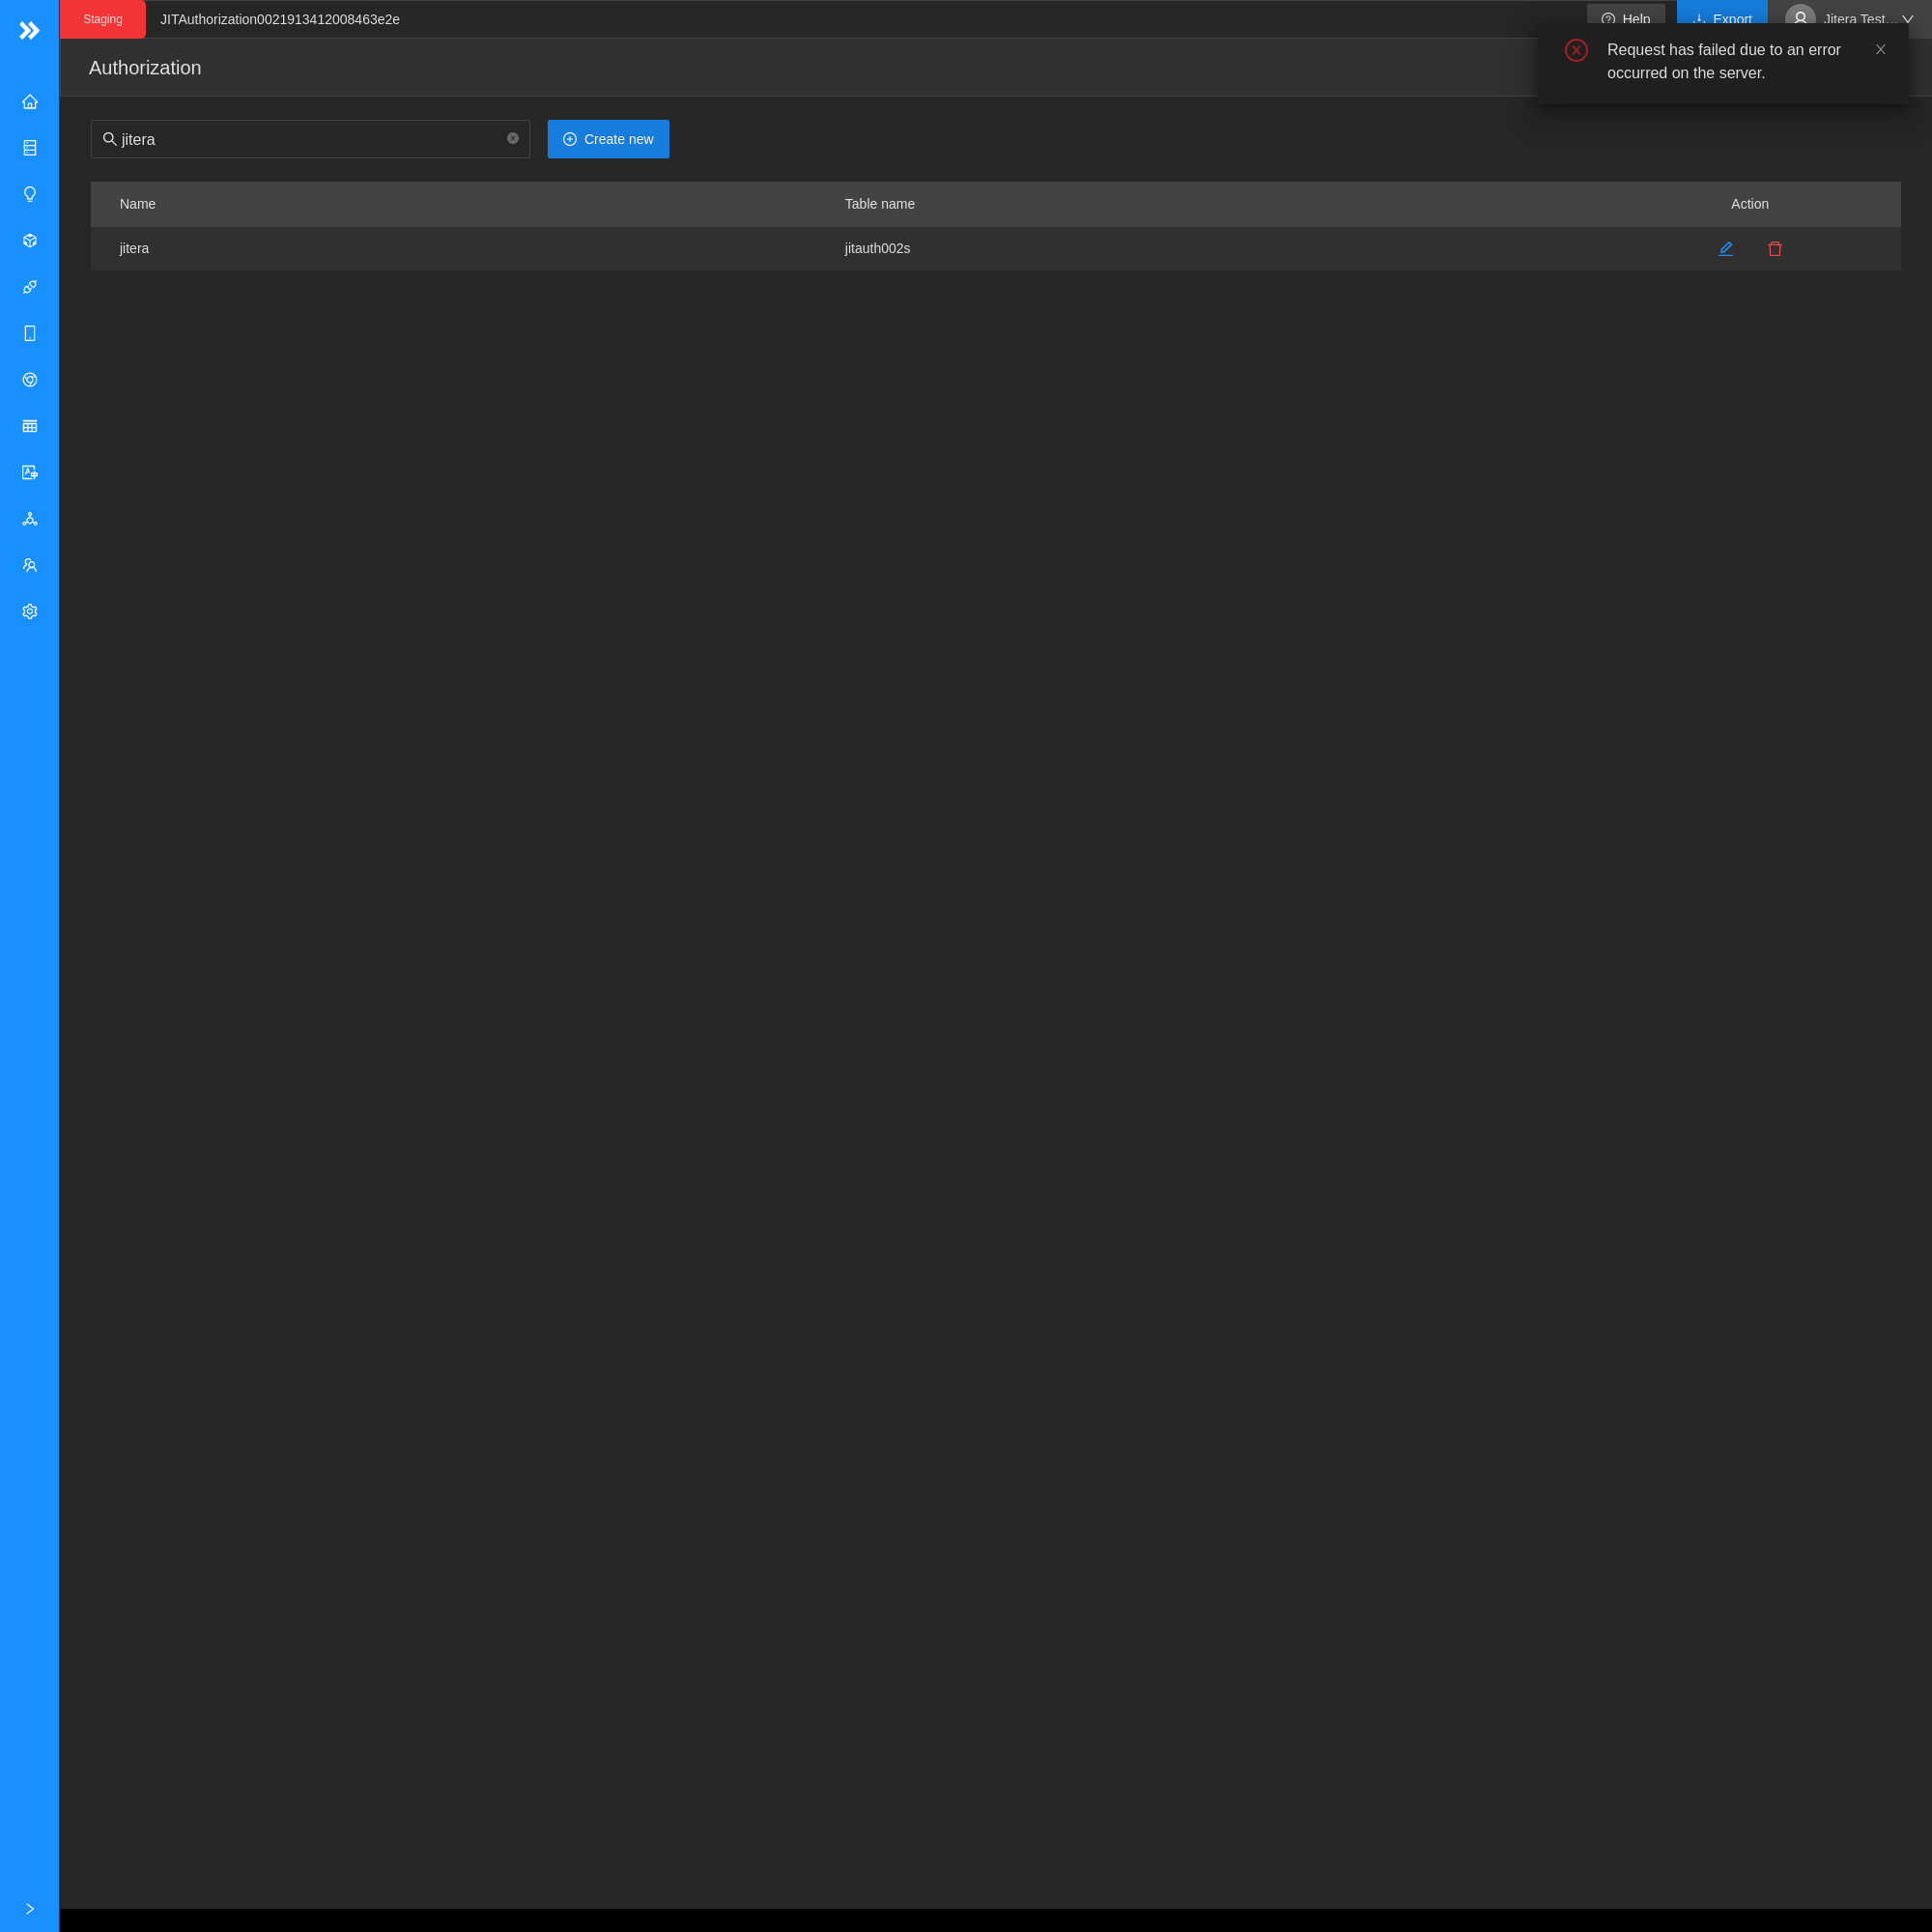 Staging
JITAuthorization0021913412008463e2e
Help
Export
Jitera Test...
Request has failed due to an error
occurred on the server.
Authorization
jitera
Create new
Name Table name Action
jitera jitauth002s